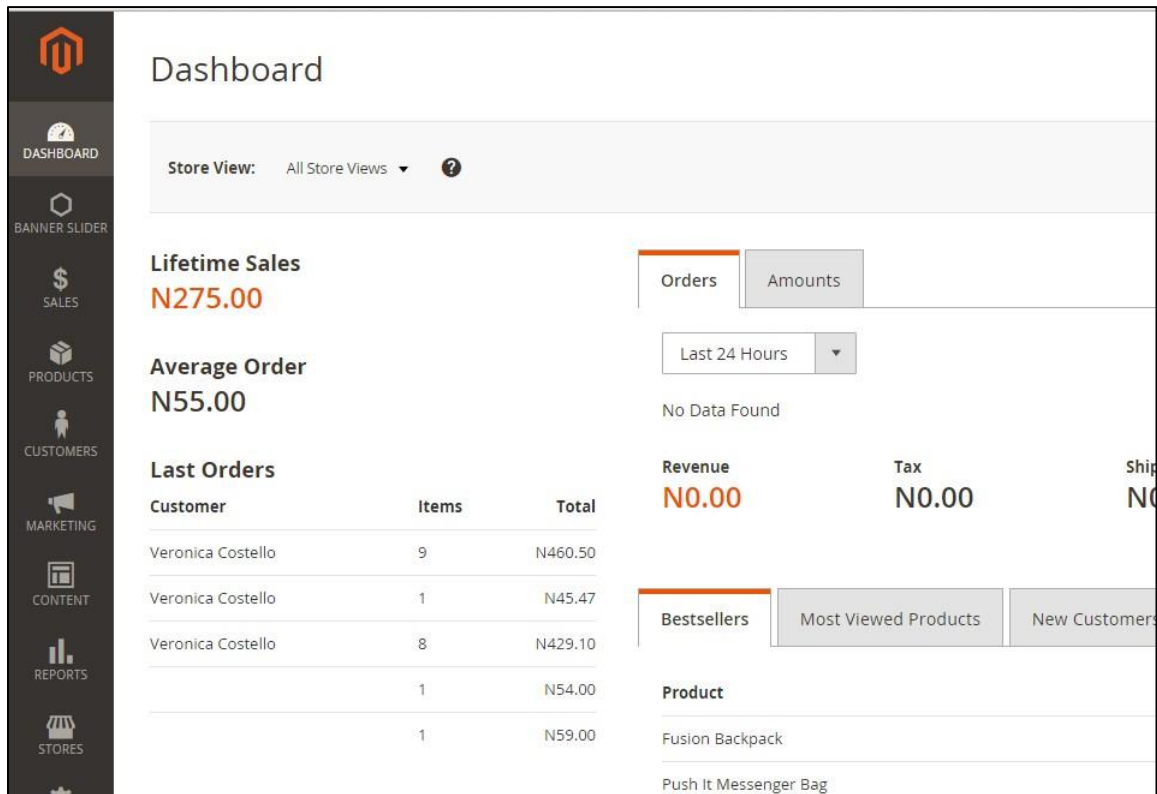 Dashboard
DASHBOARD
Store View: All Store Views
BANNER SLIDER
Lifetime Sales
N275.00
Orders Amounts
SALES
Last 24 Hours
Average Order
N55.00
PRODUCTS
No Data Found
CUSTOMERS
Last Orders
Revenue Tax
N0.00 N0.00
Customer Items Total
MARKETING
Veronica Costello 9 N460.50
CONTENT
Veronica Costello 1 N45.47
Bestsellers Most Viewed Products New Customers
Veronica Costello 8 N429.10
REPORTS
1 N54.00
Product
STORES
1 N59.00
Fusion Backpack
Push It Messenger Bag